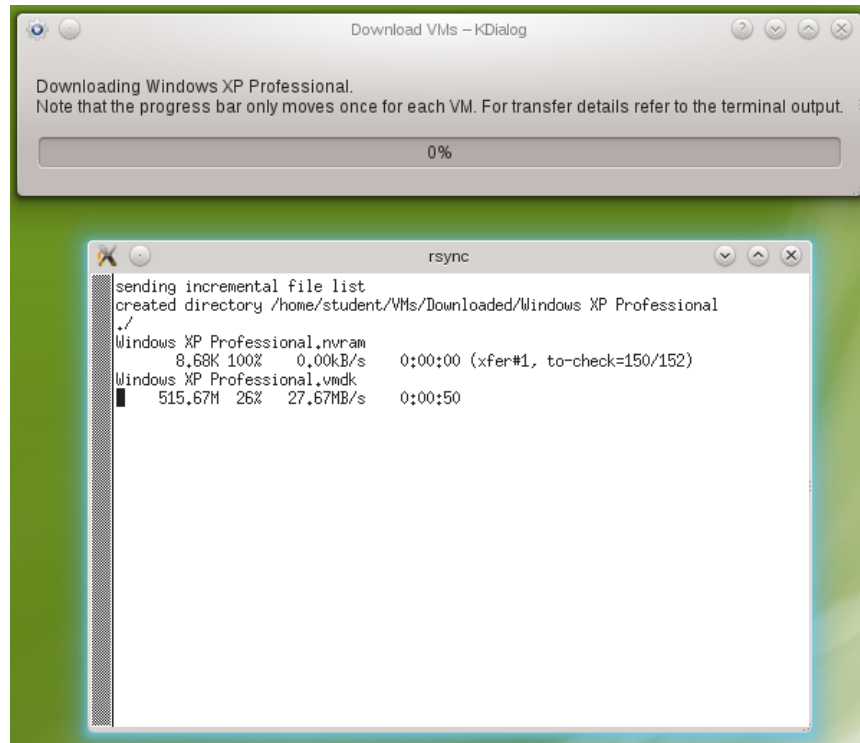 Download VMs – KDialog
Downloading Windows XP Professional.
Note that the progress bar only moves once for each VM. For transfer details refer to the terminal output.
0%
rsync
sending incremental file list
created directory /home/student/VMs/Downloaded/Windows XP Professional
./
Windows XP Professional.nvram
8.68K 100% 0.00kB/s 0:00:00 (xfer#1, to-check=150/152)
Windows XP Professional.vmdk
515.67M 26% 27.67MB/s 0:00:50